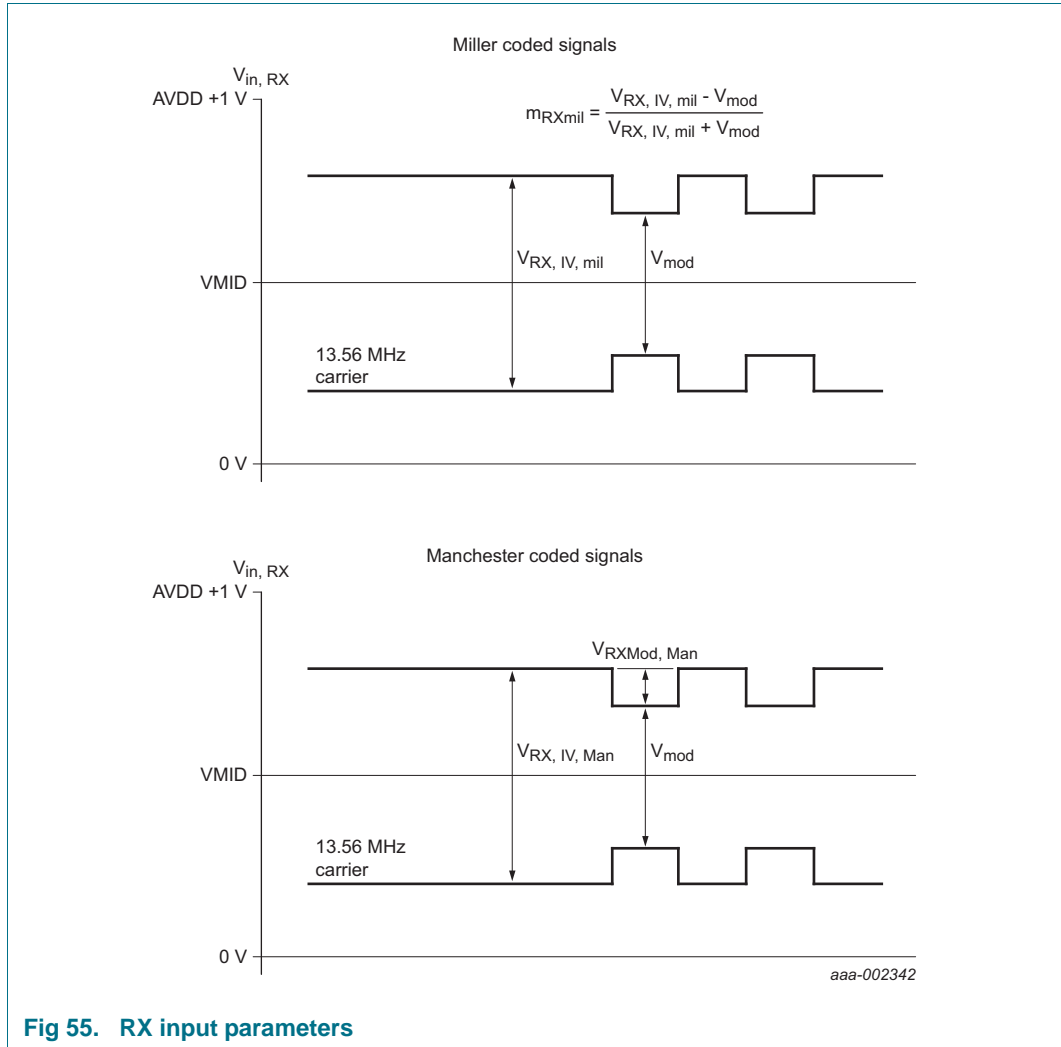 Miller coded signals
V_in, RX
AVDD +1 V
m_RXmil = (V_RX, IV, mil - V_mod) / (V_RX, IV, mil + V_mod)
V_RX, IV, mil
V_mod
VMID
13.56 MHz
carrier
0 V
Manchester coded signals
V_in, RX
AVDD +1 V
V_RXMod, Man
V_RX, IV, Man
V_mod
VMID
13.56 MHz
carrier
0 V
aaa-002342
Fig 55. RX input parameters